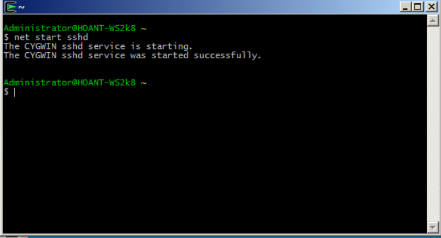 ~
Administrator@HOANT-WS2k8 ~
$ net start sshd
The CYGWIN sshd service is starting.
The CYGWIN sshd service was started successfully.
Administrator@HOANT-WS2k8 ~
$